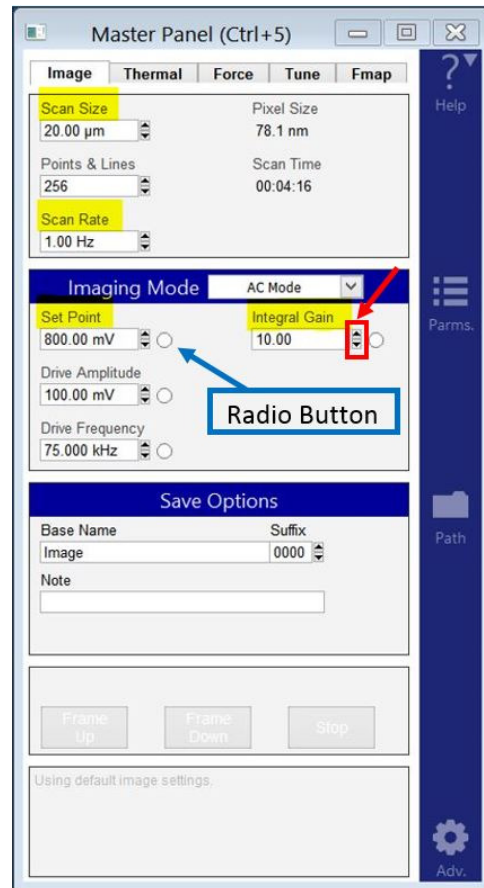 Master Panel (Ctrl+5)
Image Thermal Force Tune Fmap
?
Help
Scan Size Pixel Size
20.00 µm 78.1 nm
Points & Lines Scan Time
256 00:04:16
Scan Rate
1.00 Hz
Imaging Mode AC Mode
Parms.
Set Point Integral Gain
800.00 mV 10.00
Drive Amplitude
100.00 mV
Radio Button
Drive Frequency
75.000 kHz
Save Options
Base Name Suffix
Path
Image 0000
Note
Frame Up Frame Down Stop
Using default image settings.
Adv.